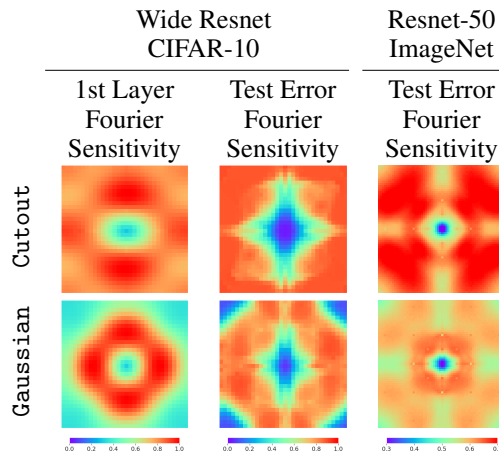 Wide Resnet
CIFAR-10
Resnet-50
ImageNet
1st Layer
Fourier
Sensitivity
Test Error
Fourier
Sensitivity
Test Error
Fourier
Sensitivity
Cutout
Gaussian
0.0 0.2 0.4 0.6 0.8 1.0
0.0 0.2 0.4 0.6 0.8 1.0
0.3 0.4 0.5 0.6